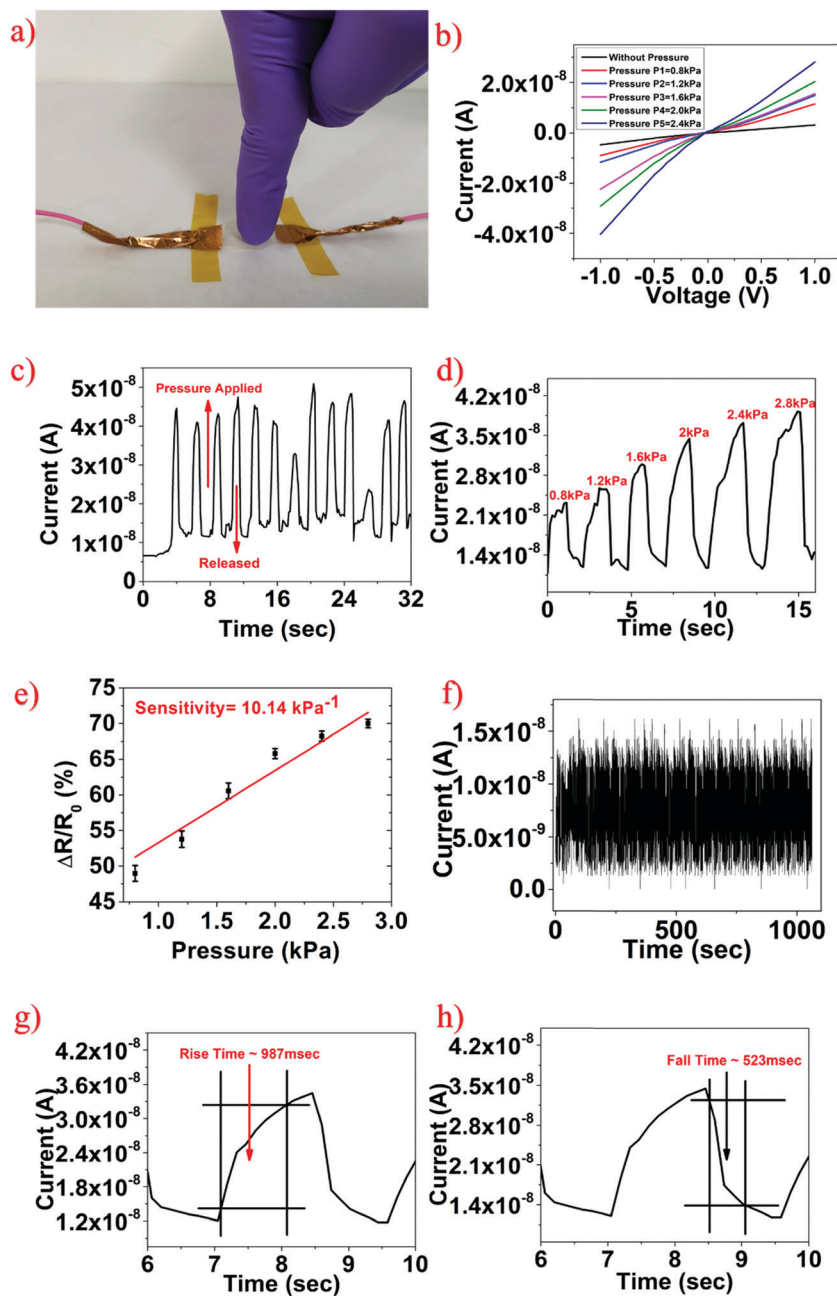 a)
b)
Without Pressure
Pressure P1=0.8kPa
Pressure P2=1.2kPa
Pressure P3=1.6kPa
Pressure P4=2.0kPa
Pressure P5=2.4kPa
Current (A)
2.0x10⁻⁸
0.0
-2.0x10⁻⁸
-4.0x10⁻⁸
-1.0 -0.5 0.0 0.5 1.0
Voltage (V)
c)
Current (A)
5x10⁻⁸
4x10⁻⁸
3x10⁻⁸
2x10⁻⁸
1x10⁻⁸
0
Pressure Applied
Released
0 8 16 24 32
Time (sec)
d)
Current (A)
4.2x10⁻⁸
3.5x10⁻⁸
2.8x10⁻⁸
2.1x10⁻⁸
1.4x10⁻⁸
0.8kPa
1.2kPa
1.6kPa
2kPa
2.4kPa
2.8kPa
0 5 10 15
Time (sec)
e)
ΔR/R₀ (%)
75
70
65
60
55
50
45
Sensitivity= 10.14 kPa⁻¹
1.0 1.5 2.0 2.5 3.0
Pressure (kPa)
f)
Current (A)
1.5x10⁻⁸
1.0x10⁻⁸
5.0x10⁻⁹
0.0
0 500 1000
Time (sec)
g)
Current (A)
4.2x10⁻⁸
3.6x10⁻⁸
3.0x10⁻⁸
2.4x10⁻⁸
1.8x10⁻⁸
1.2x10⁻⁸
Rise Time ~ 987msec
6 7 8 9 10
Time (sec)
h)
Current (A)
4.2x10⁻⁸
3.5x10⁻⁸
2.8x10⁻⁸
2.1x10⁻⁸
1.4x10⁻⁸
Fall Time ~ 523msec
6 7 8 9 10
Time (sec)